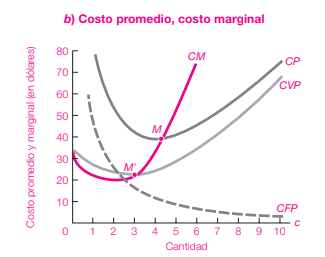 b) Costo promedio, costo marginal
Costo promedio y marginal (en dólares)
80
70
60
50
40
30
20
10
0
1 2 3 4 5 6 7 8 9 10
c
Cantidad
CM
CP
CVP
M
M'
CFP